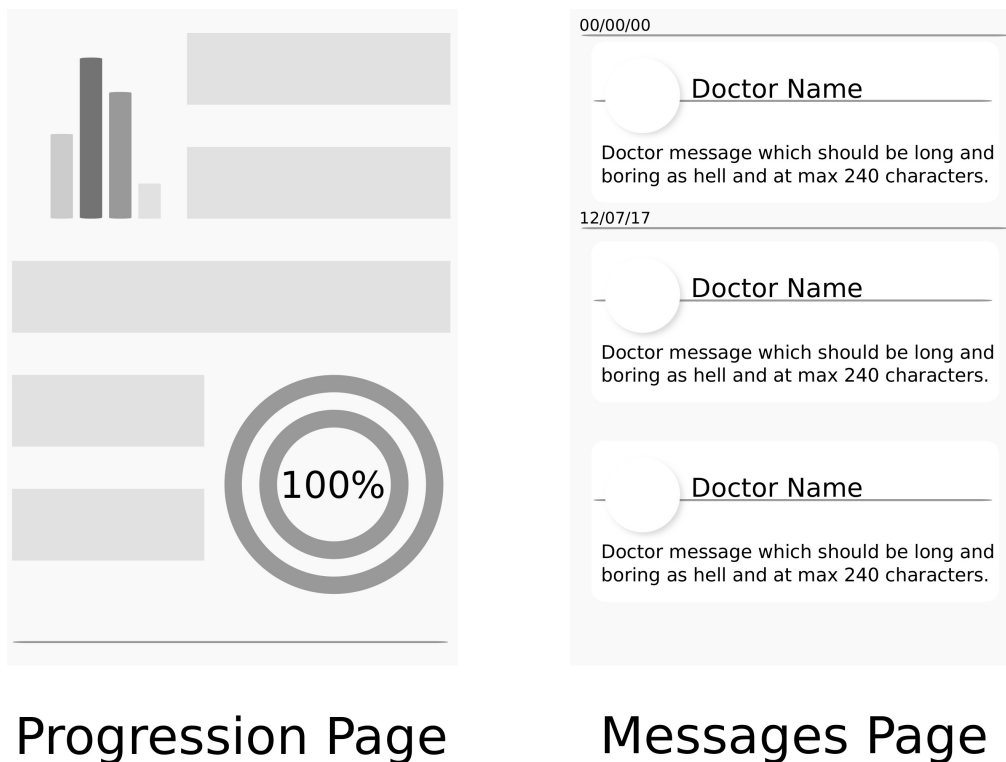 100%
Progression Page
00/00/00
Doctor Name
Doctor message which should be long and
boring as hell and at max 240 characters.
12/07/17
Doctor Name
Doctor message which should be long and
boring as hell and at max 240 characters.
Doctor Name
Doctor message which should be long and
boring as hell and at max 240 characters.
Messages Page